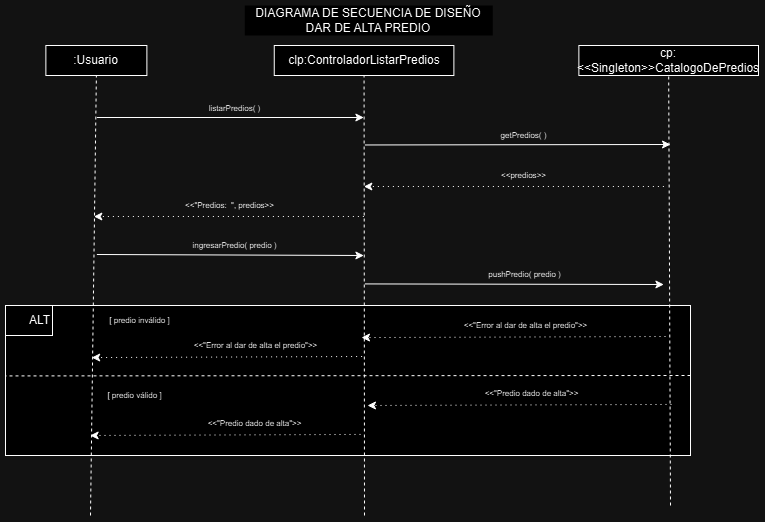 DIAGRAMA DE SECUENCIA DE DISEÑO
DAR DE ALTA PREDIO
:Usuario
clp:ControladorListarPredios
cp:
<<Singleton>>CatalogoDePredios
listarPredios( )
getPredios( )
<<predios>>
<<"Predios:  ", predios>>
ingresarPredio( predio )
pushPredio( predio )
ALT
[ predio inválido ]
<<"Error al dar de alta el predio">>
<<"Error al dar de alta el predio">>
[ predio válido ]
<<"Predio dado de alta">>
<<"Predio dado de alta">>